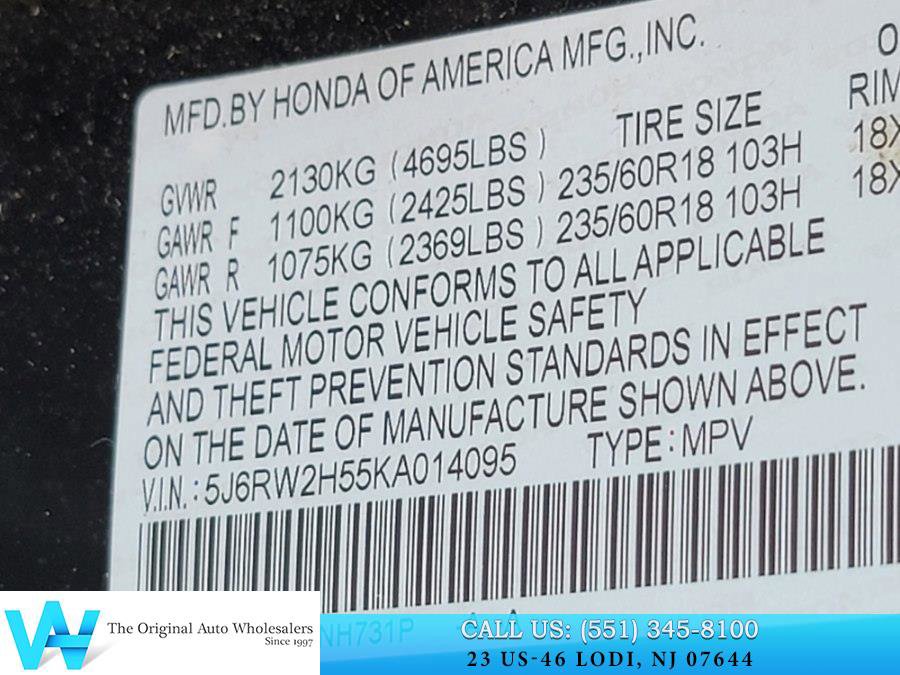 MFD.BY HONDA OF AMERICA MFG.,INC.
GVWR 2130KG (4695LBS) TIRE SIZE RIM
GAWR F 1100KG (2425LBS) 235/60R18 103H 18X
GAWR R 1075KG (2369LBS) 235/60R18 103H 18X
THIS VEHICLE CONFORMS TO ALL APPLICABLE
FEDERAL MOTOR VEHICLE SAFETY
AND THEFT PREVENTION STANDARDS IN EFFECT
ON THE DATE OF MANUFACTURE SHOWN ABOVE.
V.I.N.: 5J6RW2H55KA014095 TYPE: MPV
NH731P
The Original Auto Wholesalers
Since 1997
CALL US: (551) 345-8100
23 US-46 LODI, NJ 07644